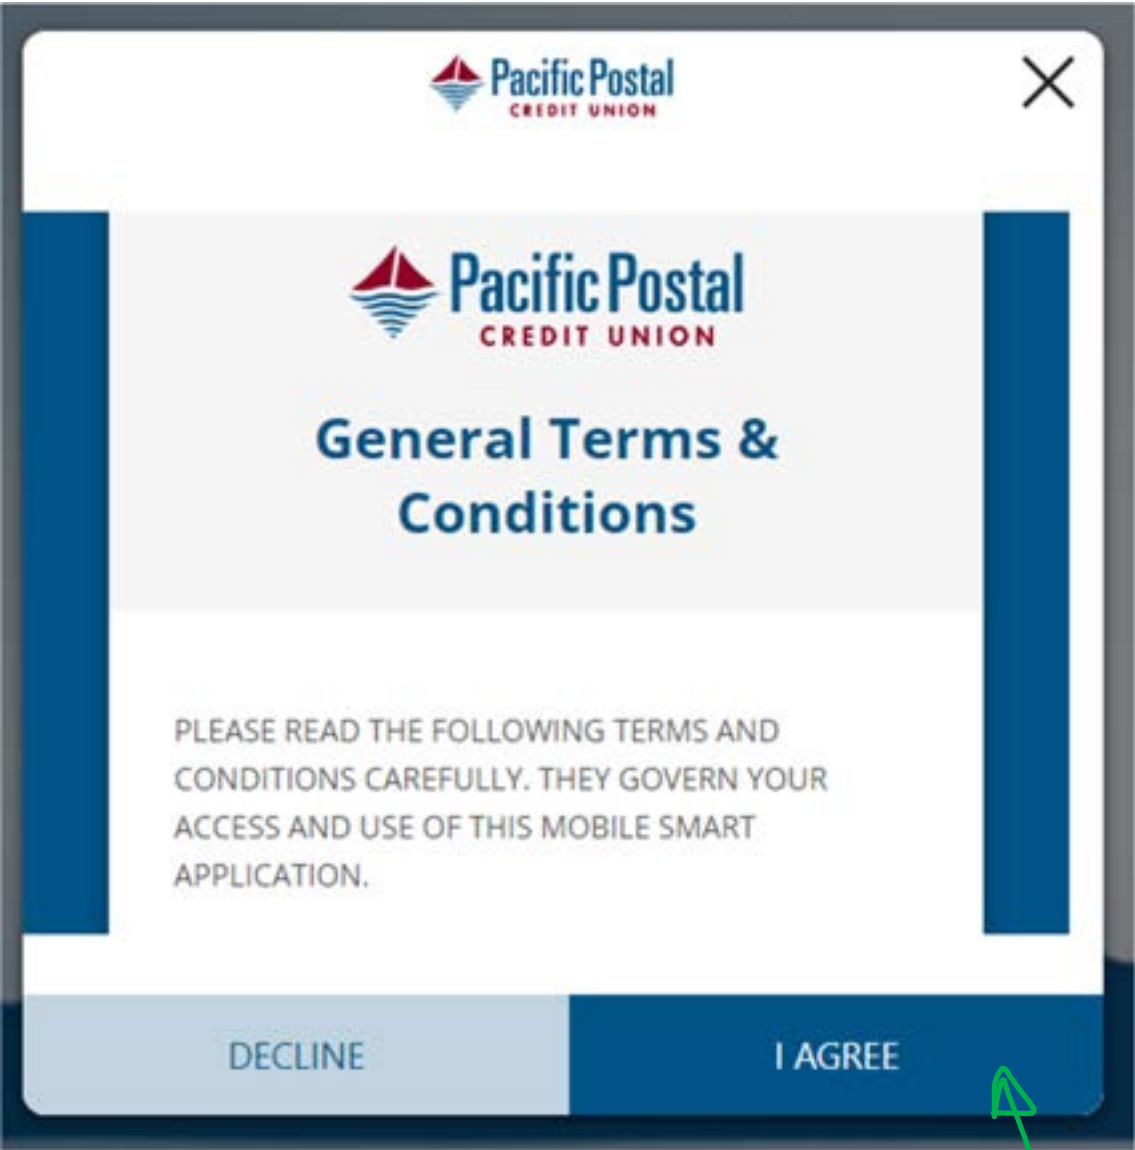 Pacific Postal
CREDIT UNION
Pacific Postal
CREDIT UNION
General Terms &
Conditions
PLEASE READ THE FOLLOWING TERMS AND
CONDITIONS CAREFULLY. THEY GOVERN YOUR
ACCESS AND USE OF THIS MOBILE SMART
APPLICATION.
DECLINE
I AGREE